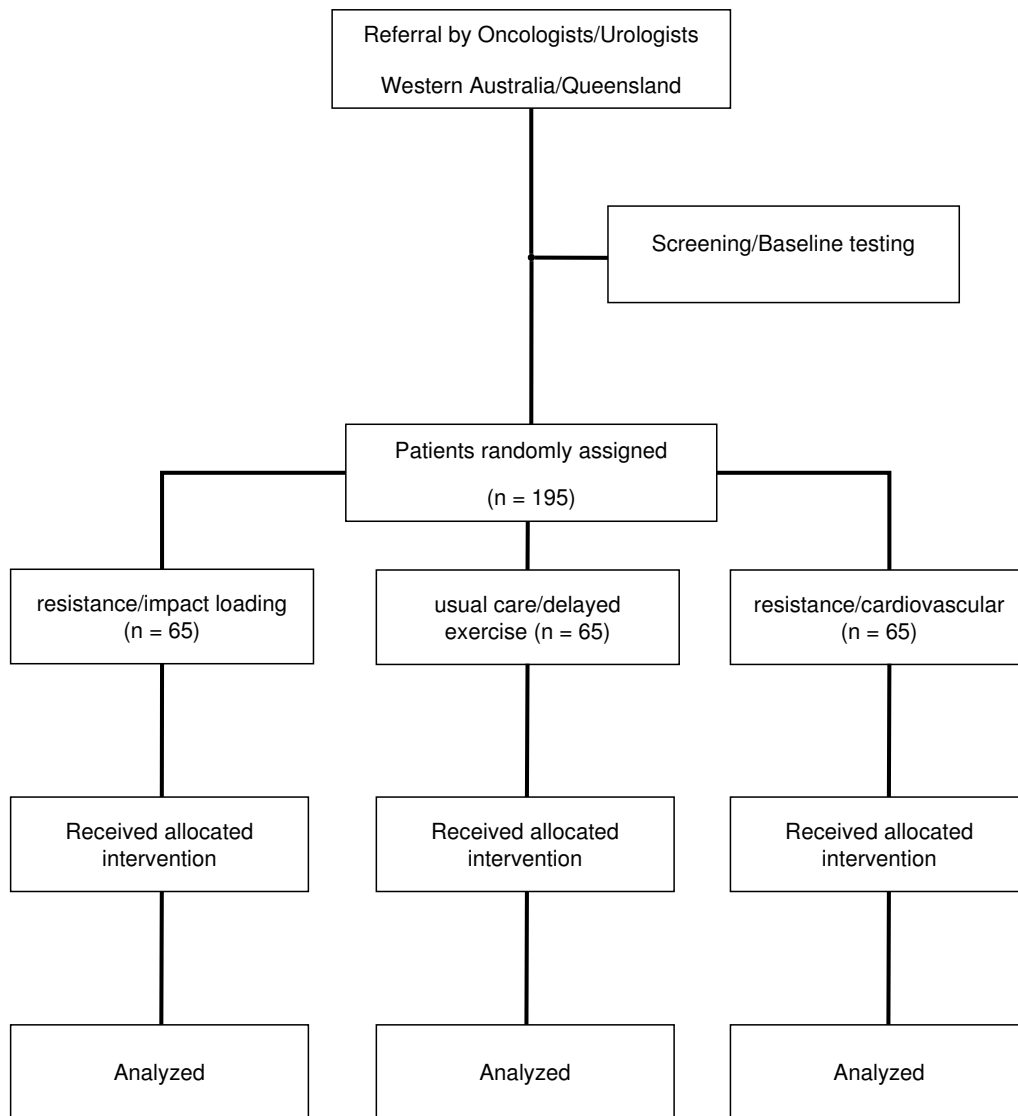 Referral by Oncologists/Urologists
Western Australia/Queensland
Screening/Baseline testing
Patients randomly assigned
(n = 195)
resistance/impact loading
(n = 65)
usual care/delayed
exercise (n = 65)
resistance/cardiovascular
(n = 65)
Received allocated
intervention
Received allocated
intervention
Received allocated
intervention
Analyzed
Analyzed
Analyzed